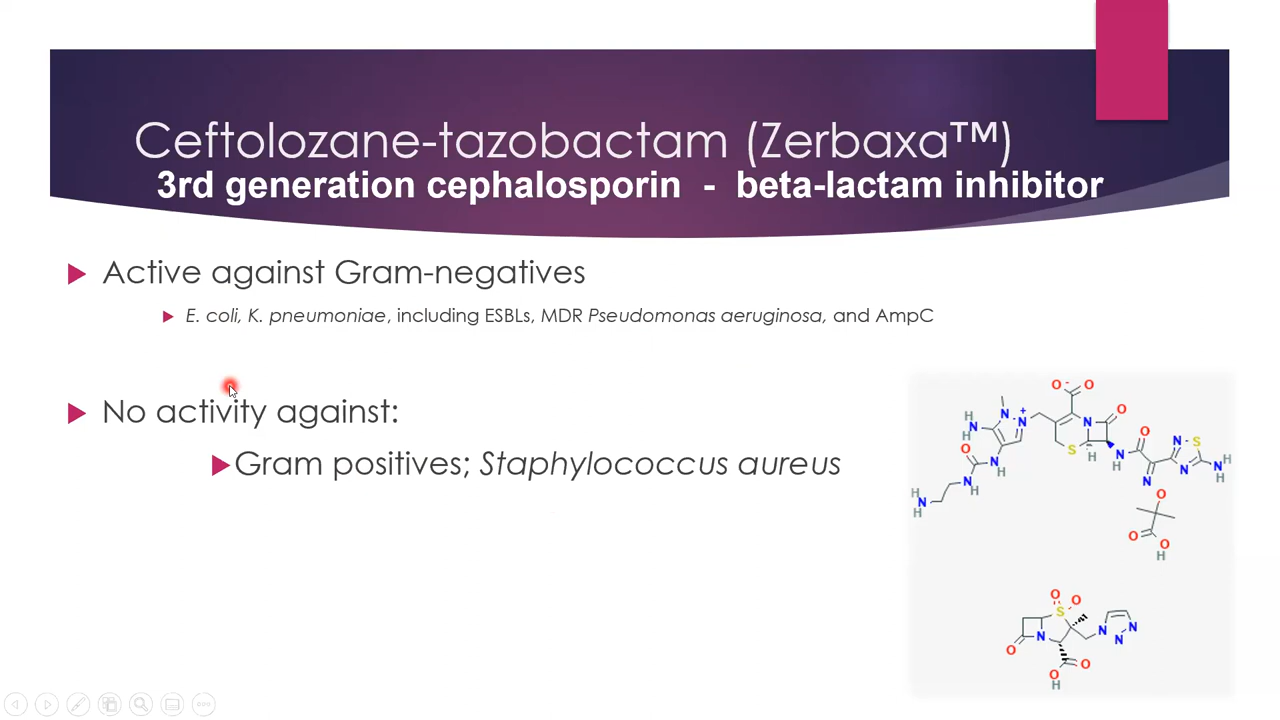 Ceftolozane-tazobactam (Zerbaxa™)
3rd generation cephalosporin - beta-lactam inhibitor
Active against Gram-negatives
E. coli, K. pneumoniae, including ESBLs, MDR Pseudomonas aeruginosa, and AmpC
No activity against:
Gram positives; Staphylococcus aureus